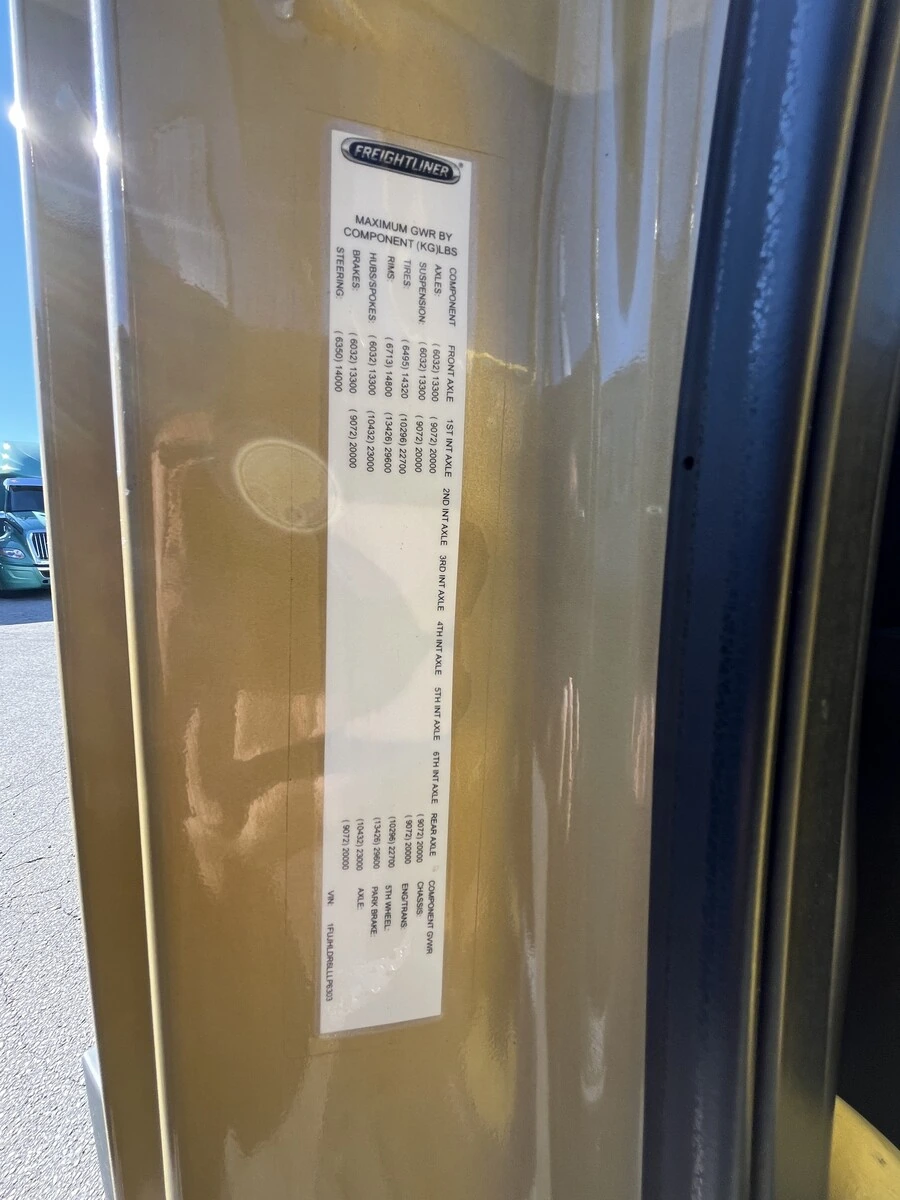 FREIGHTLINER
MAXIMUM GWR BY
COMPONENT (KG)LBS
COMPONENT FRONT AXLE 1ST INT AXLE 2ND INT AXLE 3RD INT AXLE 4TH INT AXLE 5TH INT AXLE 6TH INT AXLE REAR AXLE COMPONENT GVWR
AXLES: ( 6032) 13300 ( 9072) 20000 ( 9072) 20000 CHASSIS:
SUSPENSION: ( 6032) 13300 ( 9072) 20000 ( 9072) 20000 ENG/TRANS:
TIRES: ( 6495) 14320 (10296) 22700 (10296) 22700 5TH WHEEL:
RIMS: ( 6713) 14800 (13426) 29600 (13426) 29600 PARK BRAKE:
HUBS/SPOKES: ( 6032) 13300 (10432) 23000 (10432) 23000 AXLE:
BRAKES: ( 6032) 13300 ( 9072) 20000 ( 9072) 20000
STEERING: ( 6350) 14000
VIN: 1FUJHLDR6LLLP6303